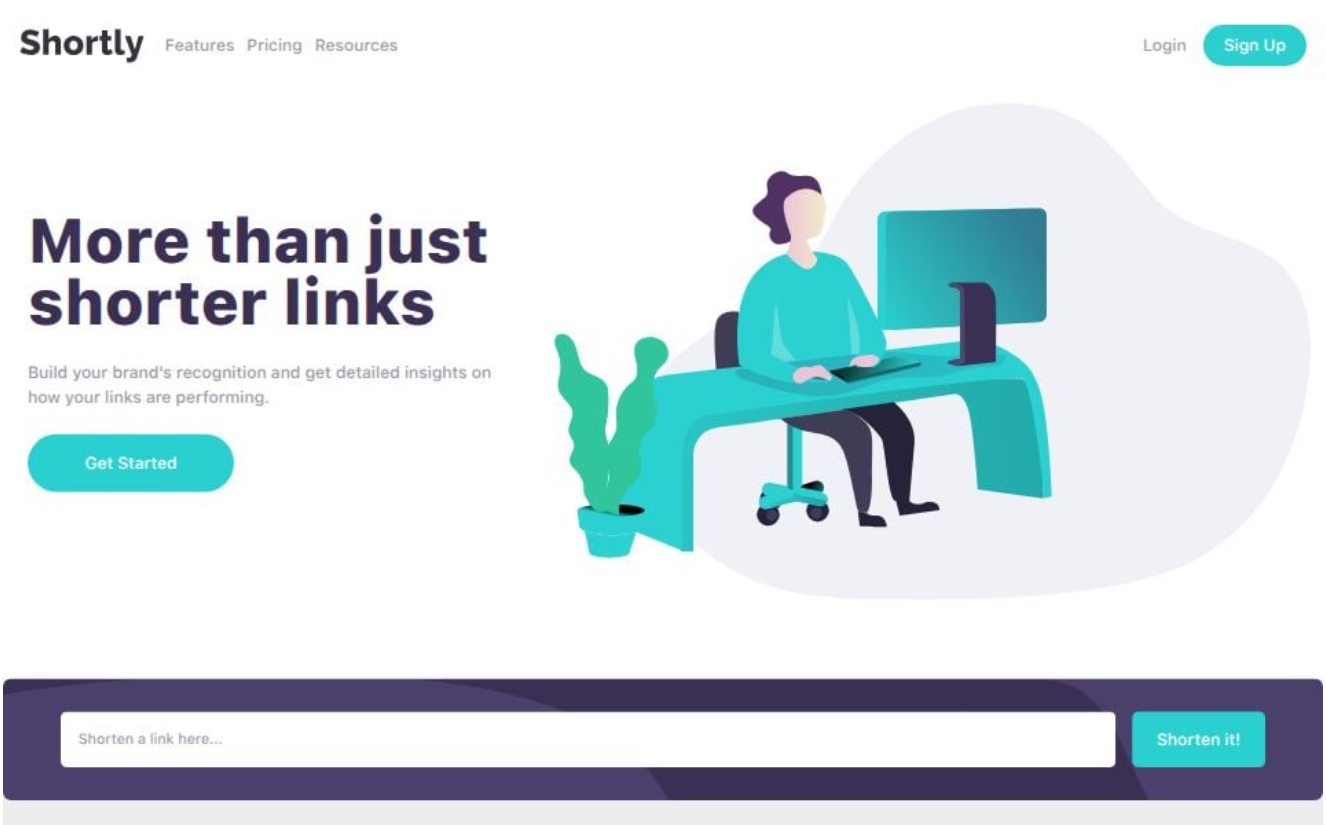 Shortly Features Pricing Resources Login Sign Up
More than just
shorter links
Build your brand's recognition and get detailed insights on
how your links are performing.
Get Started
Shorten a link here...
Shorten it!